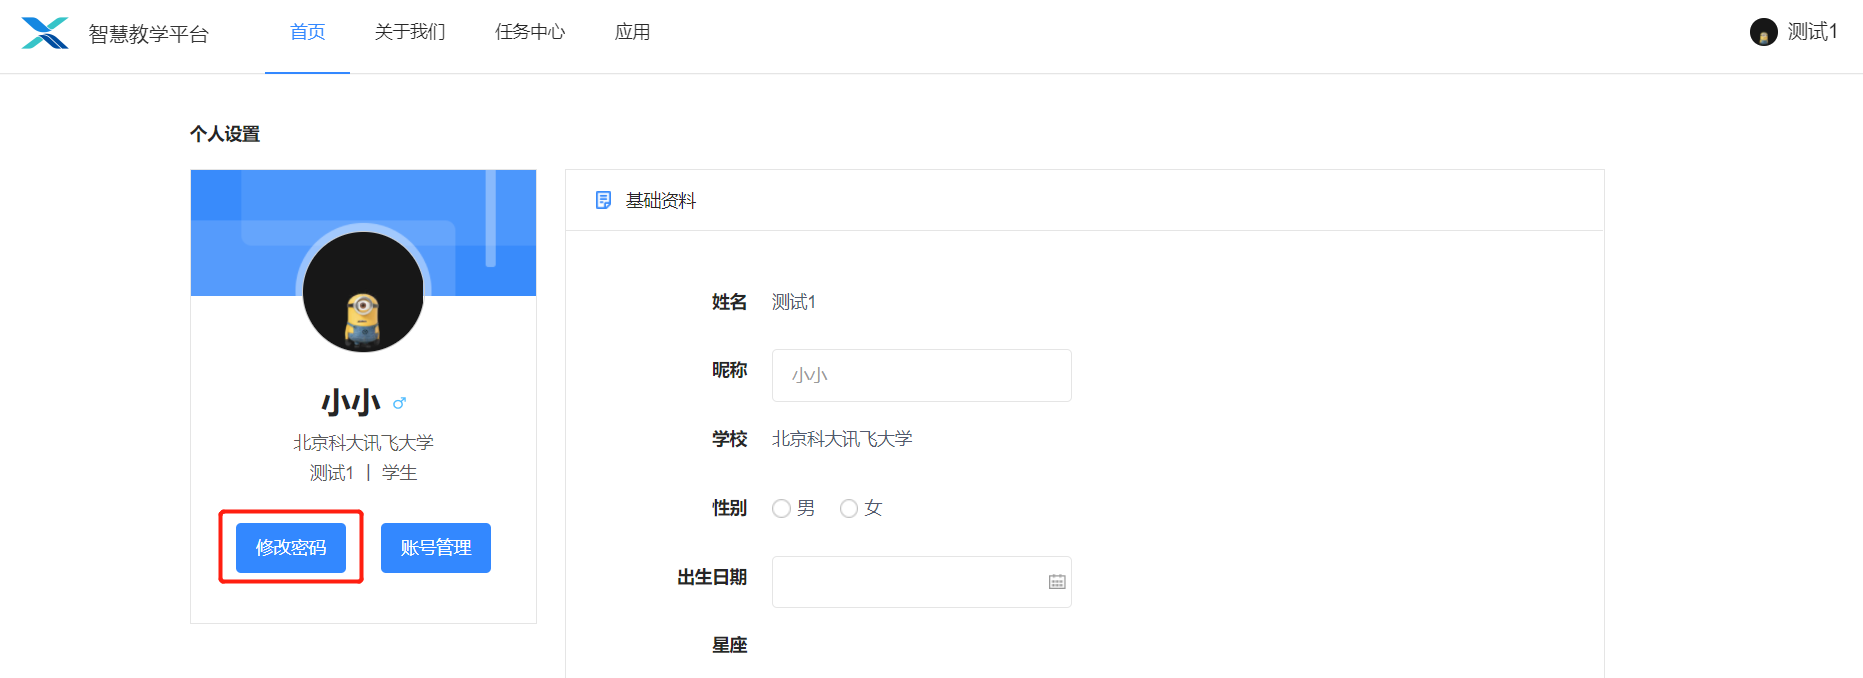 智慧教学平台 首页 关于我们 任务中心 应用 测试1
个人设置
小小
北京科大讯飞大学
测试1 | 学生
修改密码 账号管理
基础资料
姓名 测试1
昵称 小小
学校 北京科大讯飞大学
性别 男 女
出生日期
星座